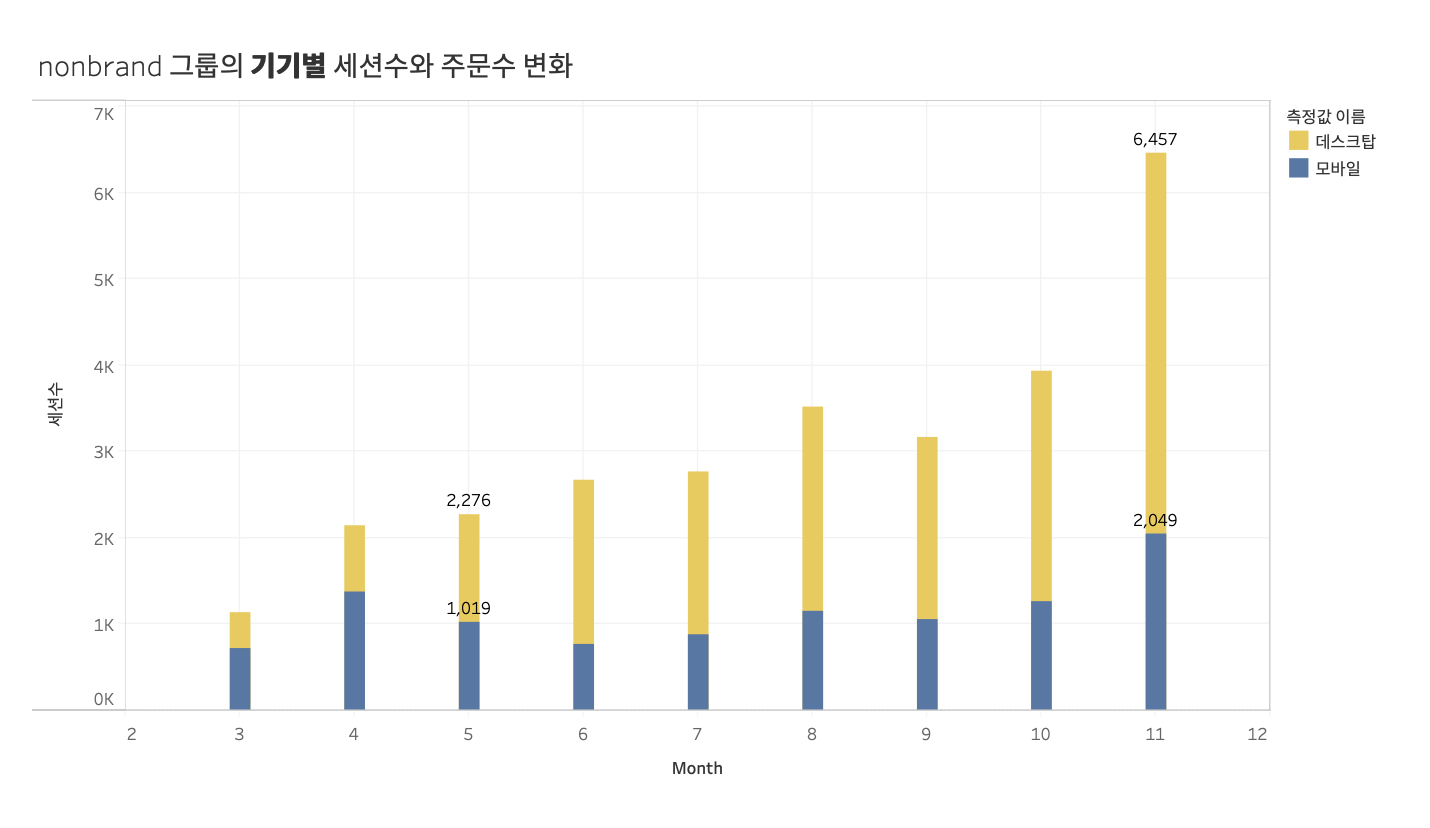 nonbrand 그룹의 기기별 세션수와 주문수 변화
측정값 이름
데스크탑
모바일
세션수
7K
6K
5K
4K
3K
2K
1K
0K
6,457
2,276
2,049
1,019
2 3 4 5 6 7 8 9 10 11 12
Month